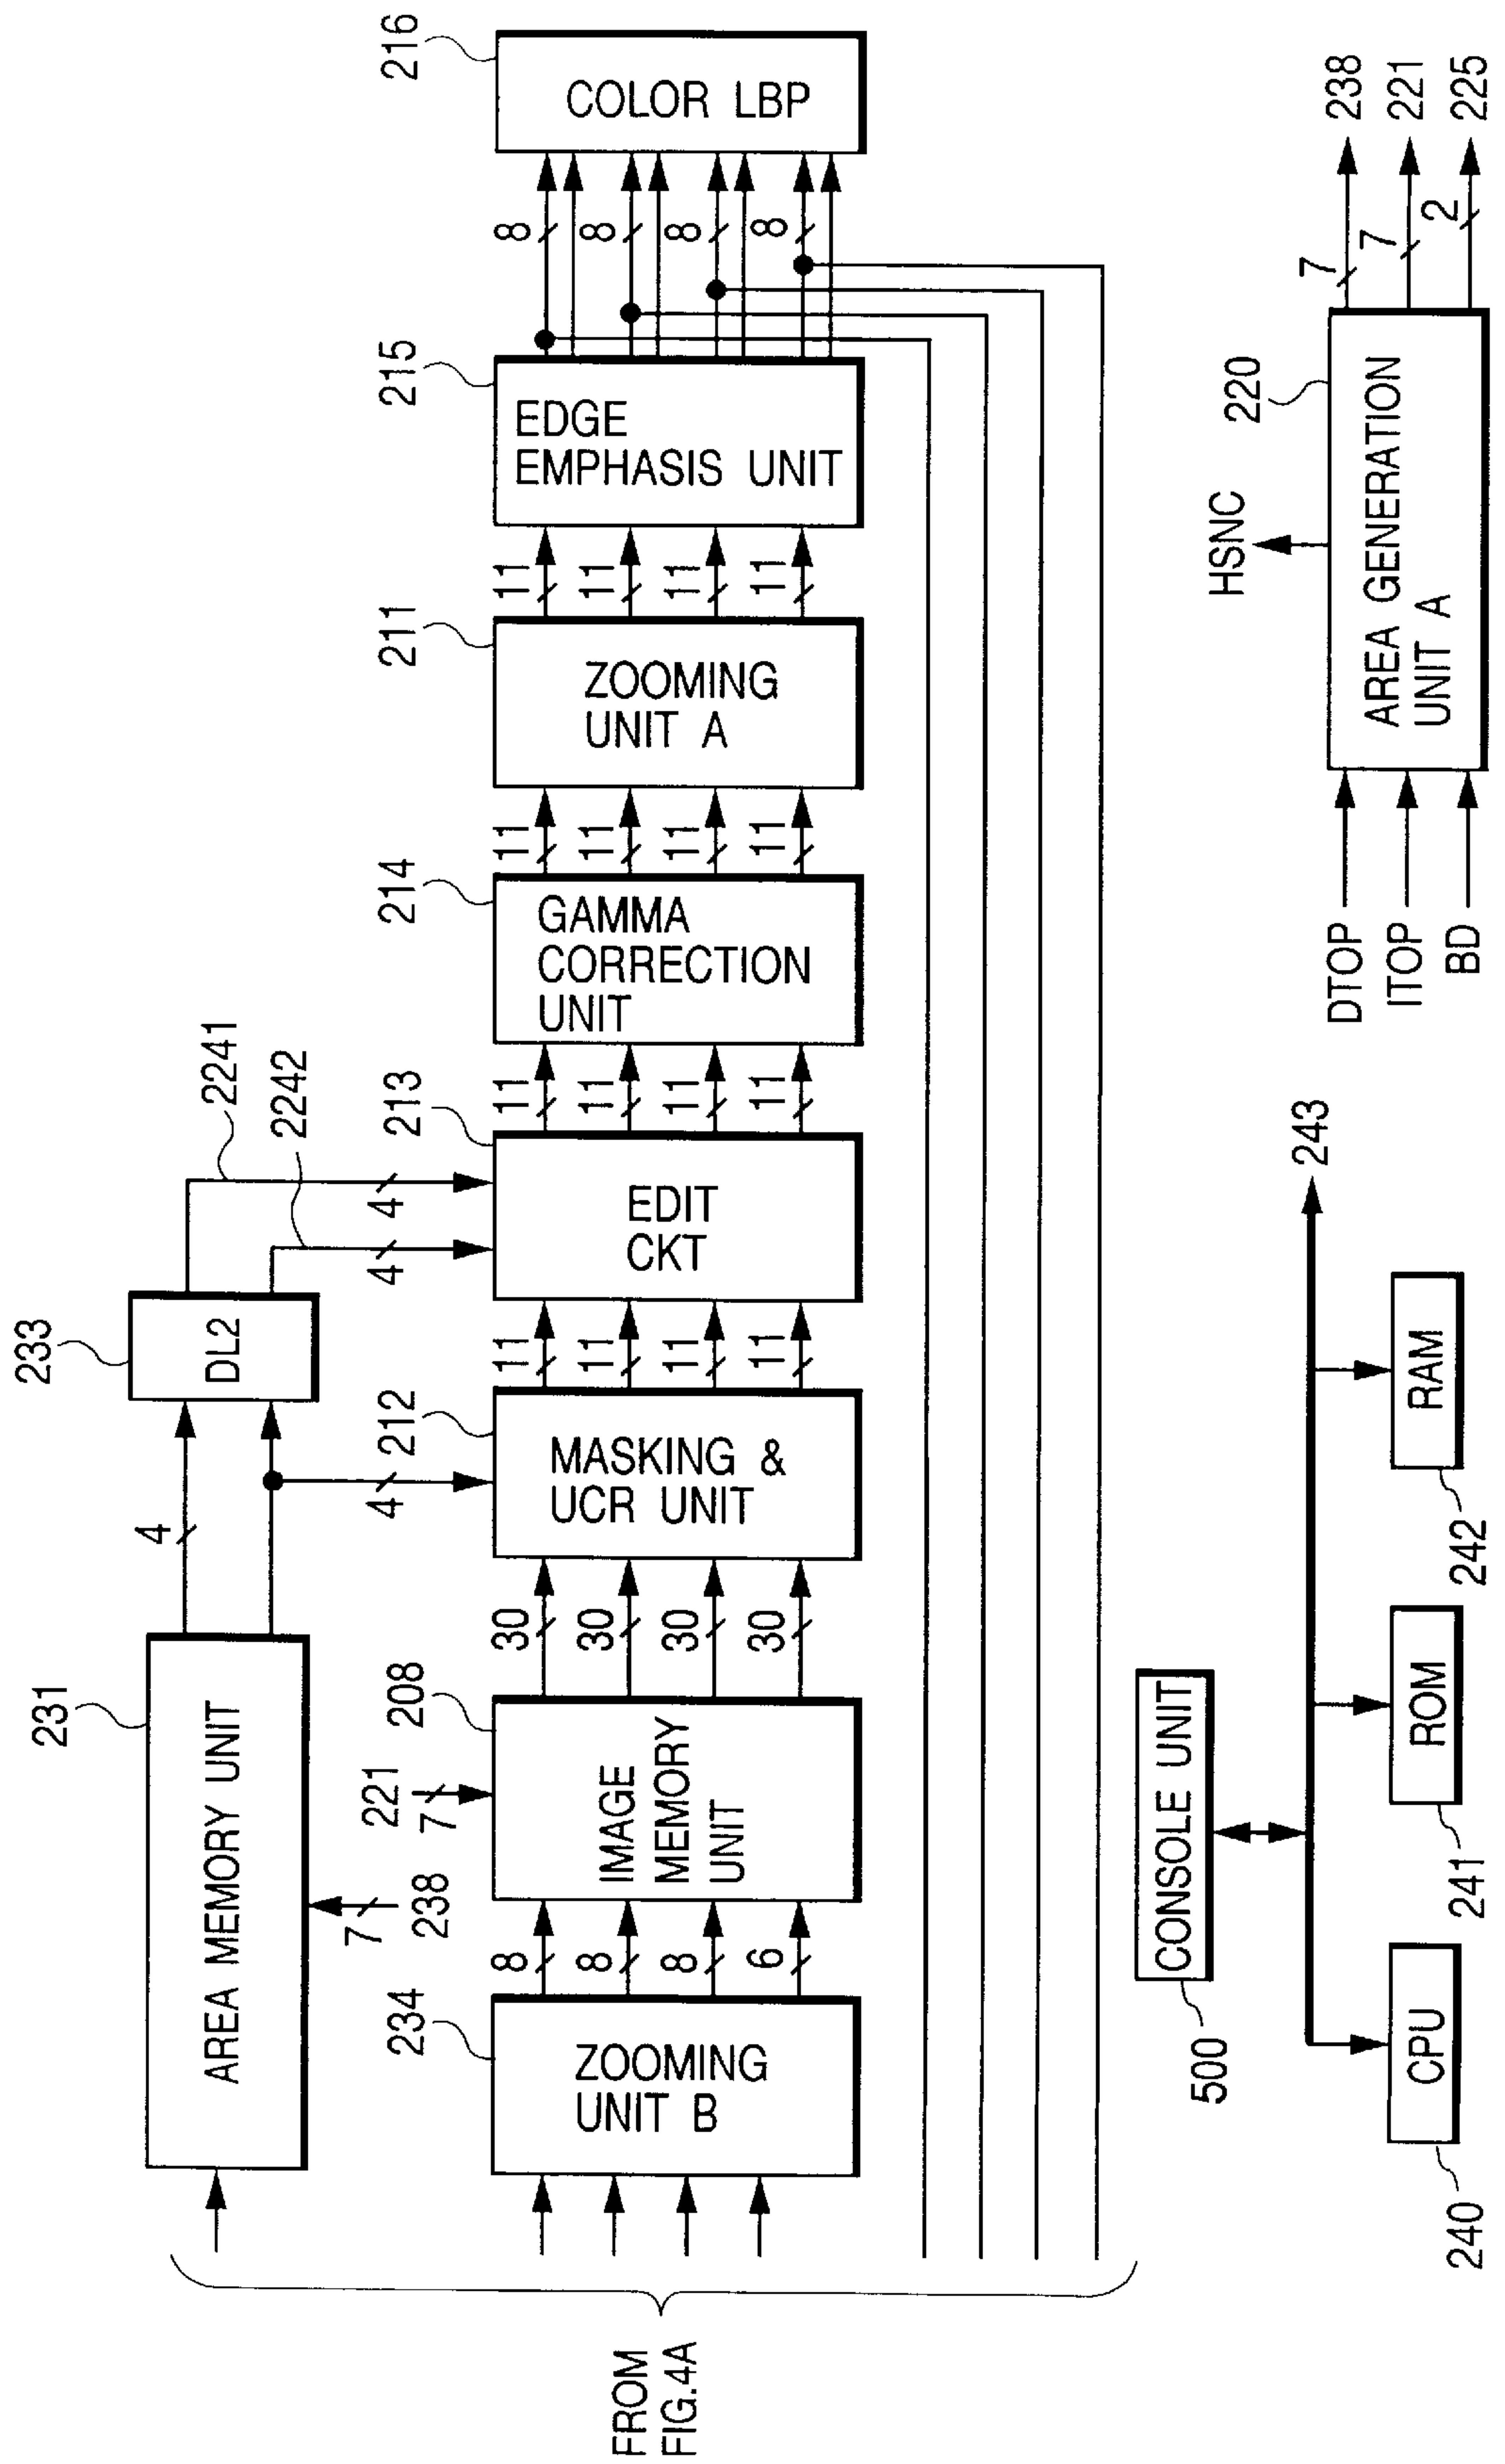 FROM
FIG.4A
231
AREA MEMORY UNIT
7
238
4
233
DL2
2241
2242
4
4
4
234
ZOOMING
UNIT B
8
8
8
6
221
7
208
IMAGE
MEMORY
UNIT
30
30
30
30
212
MASKING &
UCR UNIT
11
11
11
11
213
EDIT
CKT
11
11
11
11
214
GAMMA
CORRECTION
UNIT
11
11
11
11
211
ZOOMING
UNIT A
11
11
11
11
215
EDGE
EMPHASIS UNIT
8
8
8
8
216
COLOR LBP
500
CONSOLE UNIT
243
240
CPU
241
ROM
242
RAM
DTOP
ITOP
BD
HSNC
220
AREA GENERATION
UNIT A
7
238
7
221
2
225